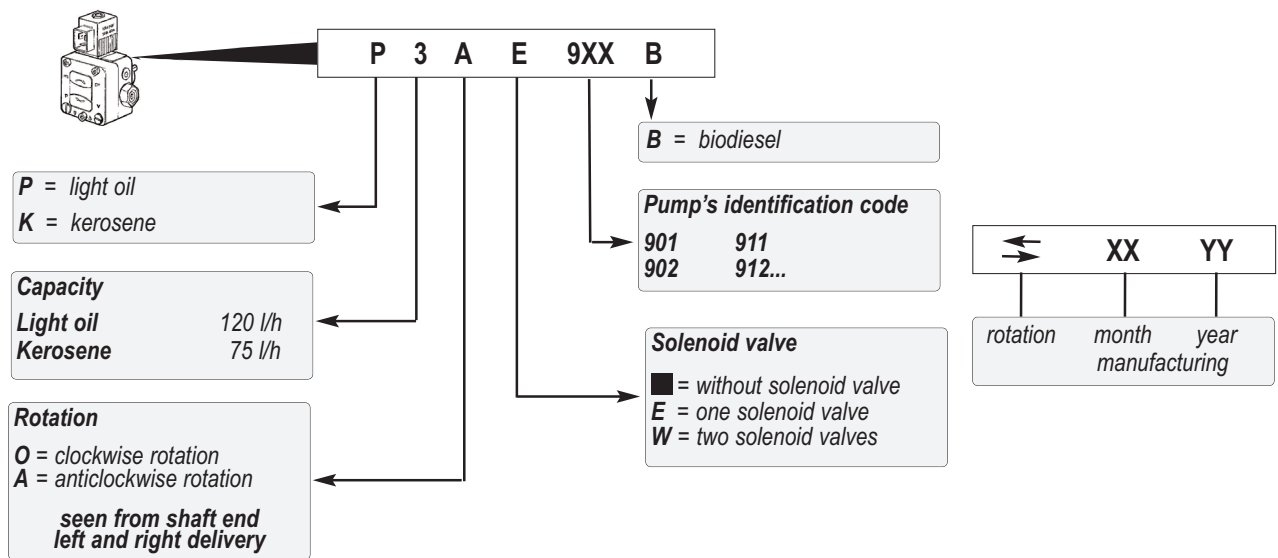 P 3 A E 9XX B
B = biodiesel
P = light oil
K = kerosene
Pump's identification code
901 911
902 912...
XX YY
rotation month year
manufacturing
Capacity
Light oil 120 l/h
Kerosene 75 l/h
Solenoid valve
■ = without solenoid valve
E = one solenoid valve
W = two solenoid valves
Rotation
O = clockwise rotation
A = anticlockwise rotation
seen from shaft end
left and right delivery